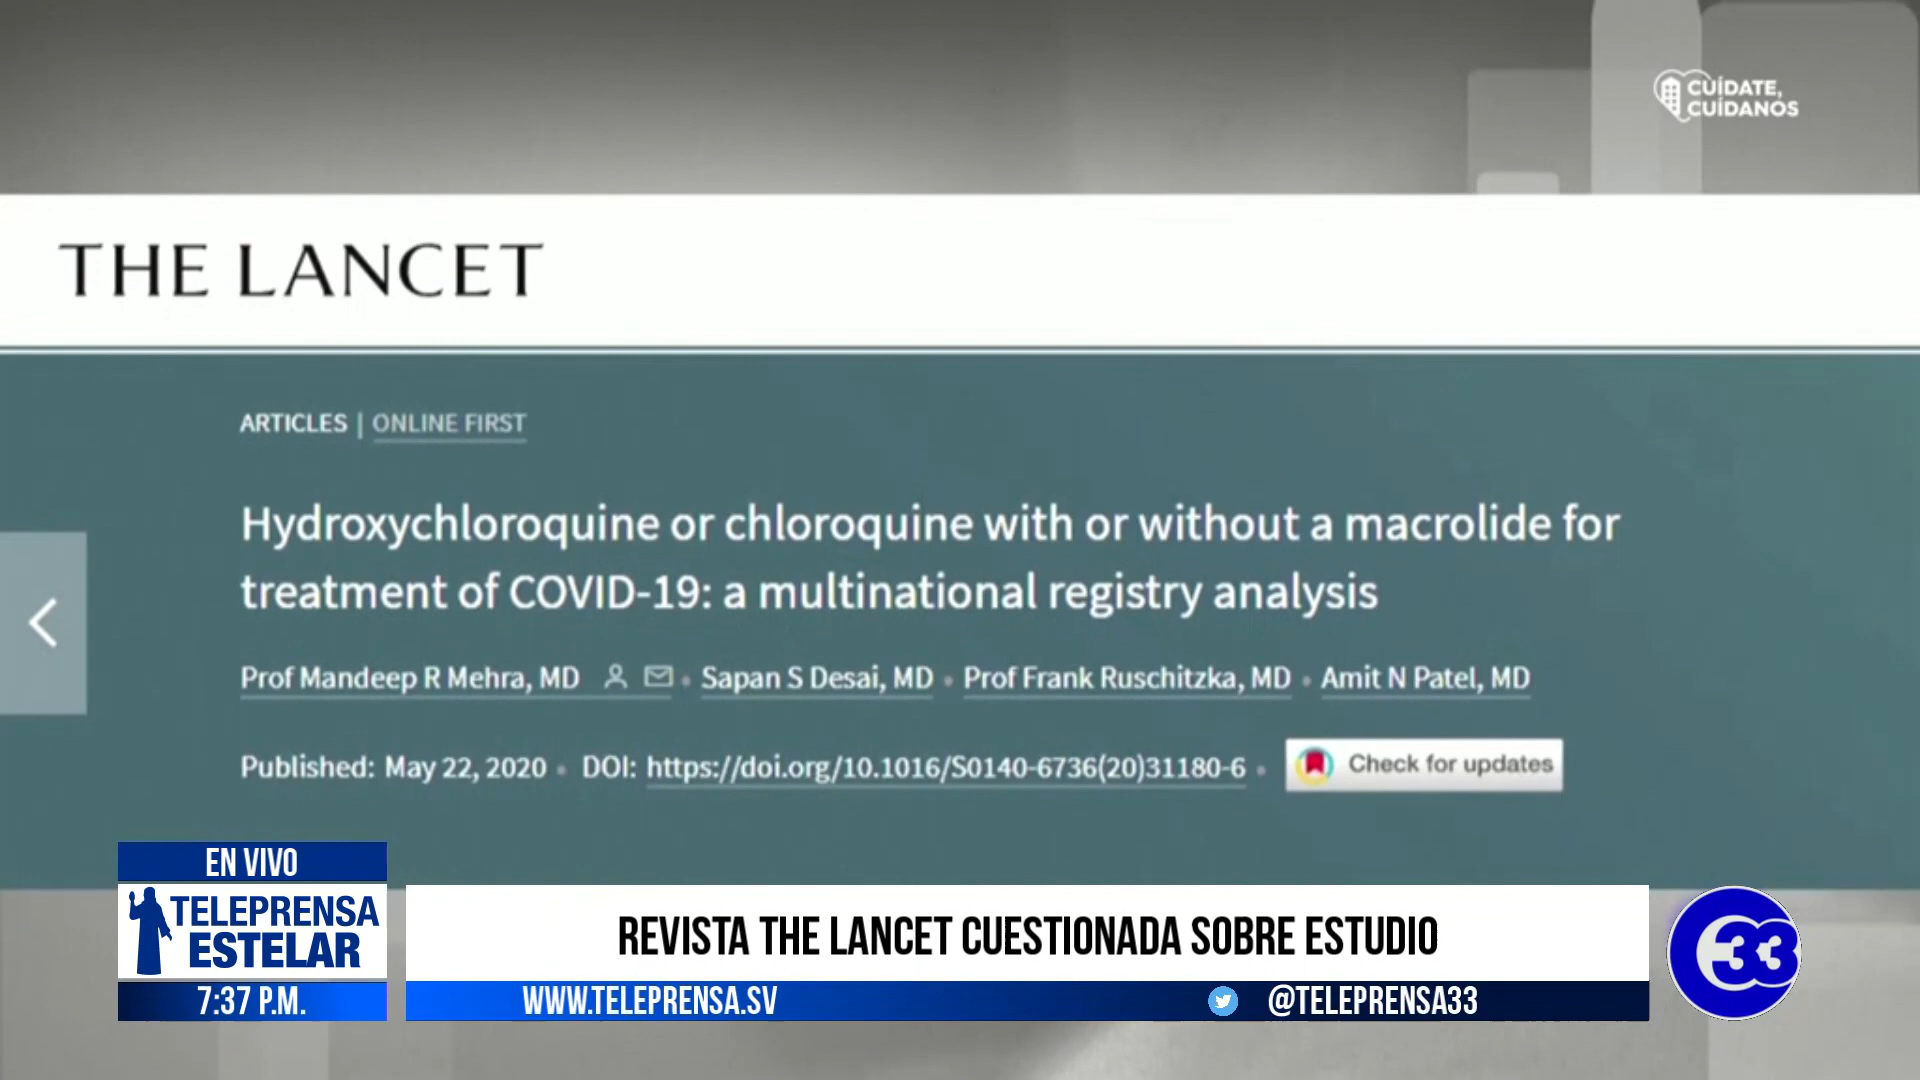 CUÍDATE,
CUÍDANOS
THE LANCET
ARTICLES | ONLINE FIRST
Hydroxychloroquine or chloroquine with or without a macrolide for
treatment of COVID-19: a multinational registry analysis
Prof Mandeep R Mehra, MD • Sapan S Desai, MD • Prof Frank Ruschitzka, MD • Amit N Patel, MD
Published: May 22, 2020 • DOI: https://doi.org/10.1016/S0140-6736(20)31180-6 •
Check for updates
EN VIVO
TELEPRENSA
ESTELAR
7:37 P.M.
REVISTA THE LANCET CUESTIONADA SOBRE ESTUDIO
WWW.TELEPRENSA.SV
@TELEPRENSA33
33